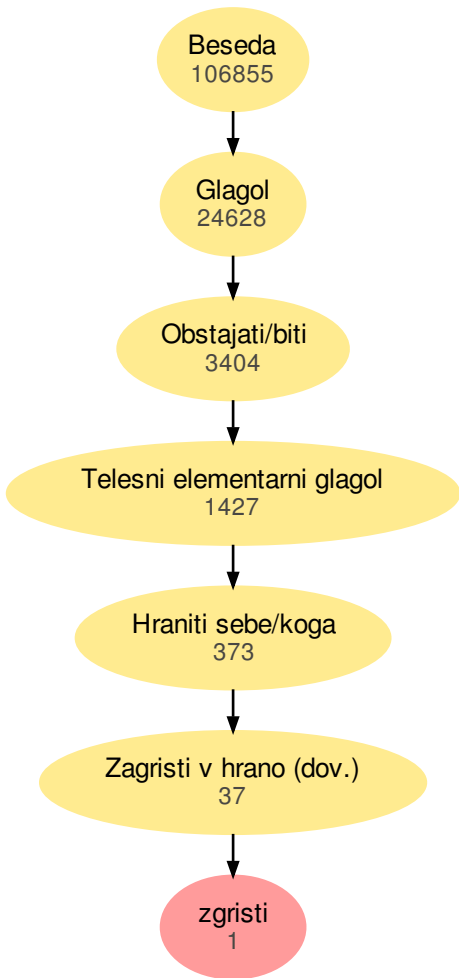 Beseda
106855
Glagol
24628
Obstajati/biti
3404
Telesni elementarni glagol
1427
Hraniti sebe/koga
373
Zagristi v hrano (dov.)
37
zgristi
1